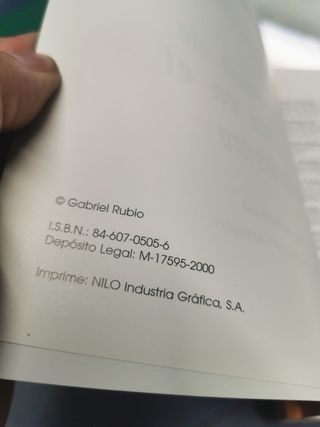 © Gabriel Rubio
I.S.B.N.: 84-607-0505-6
Depósito Legal: M-17595-2000
Imprime: NILO Industria Gráfica, S.A.